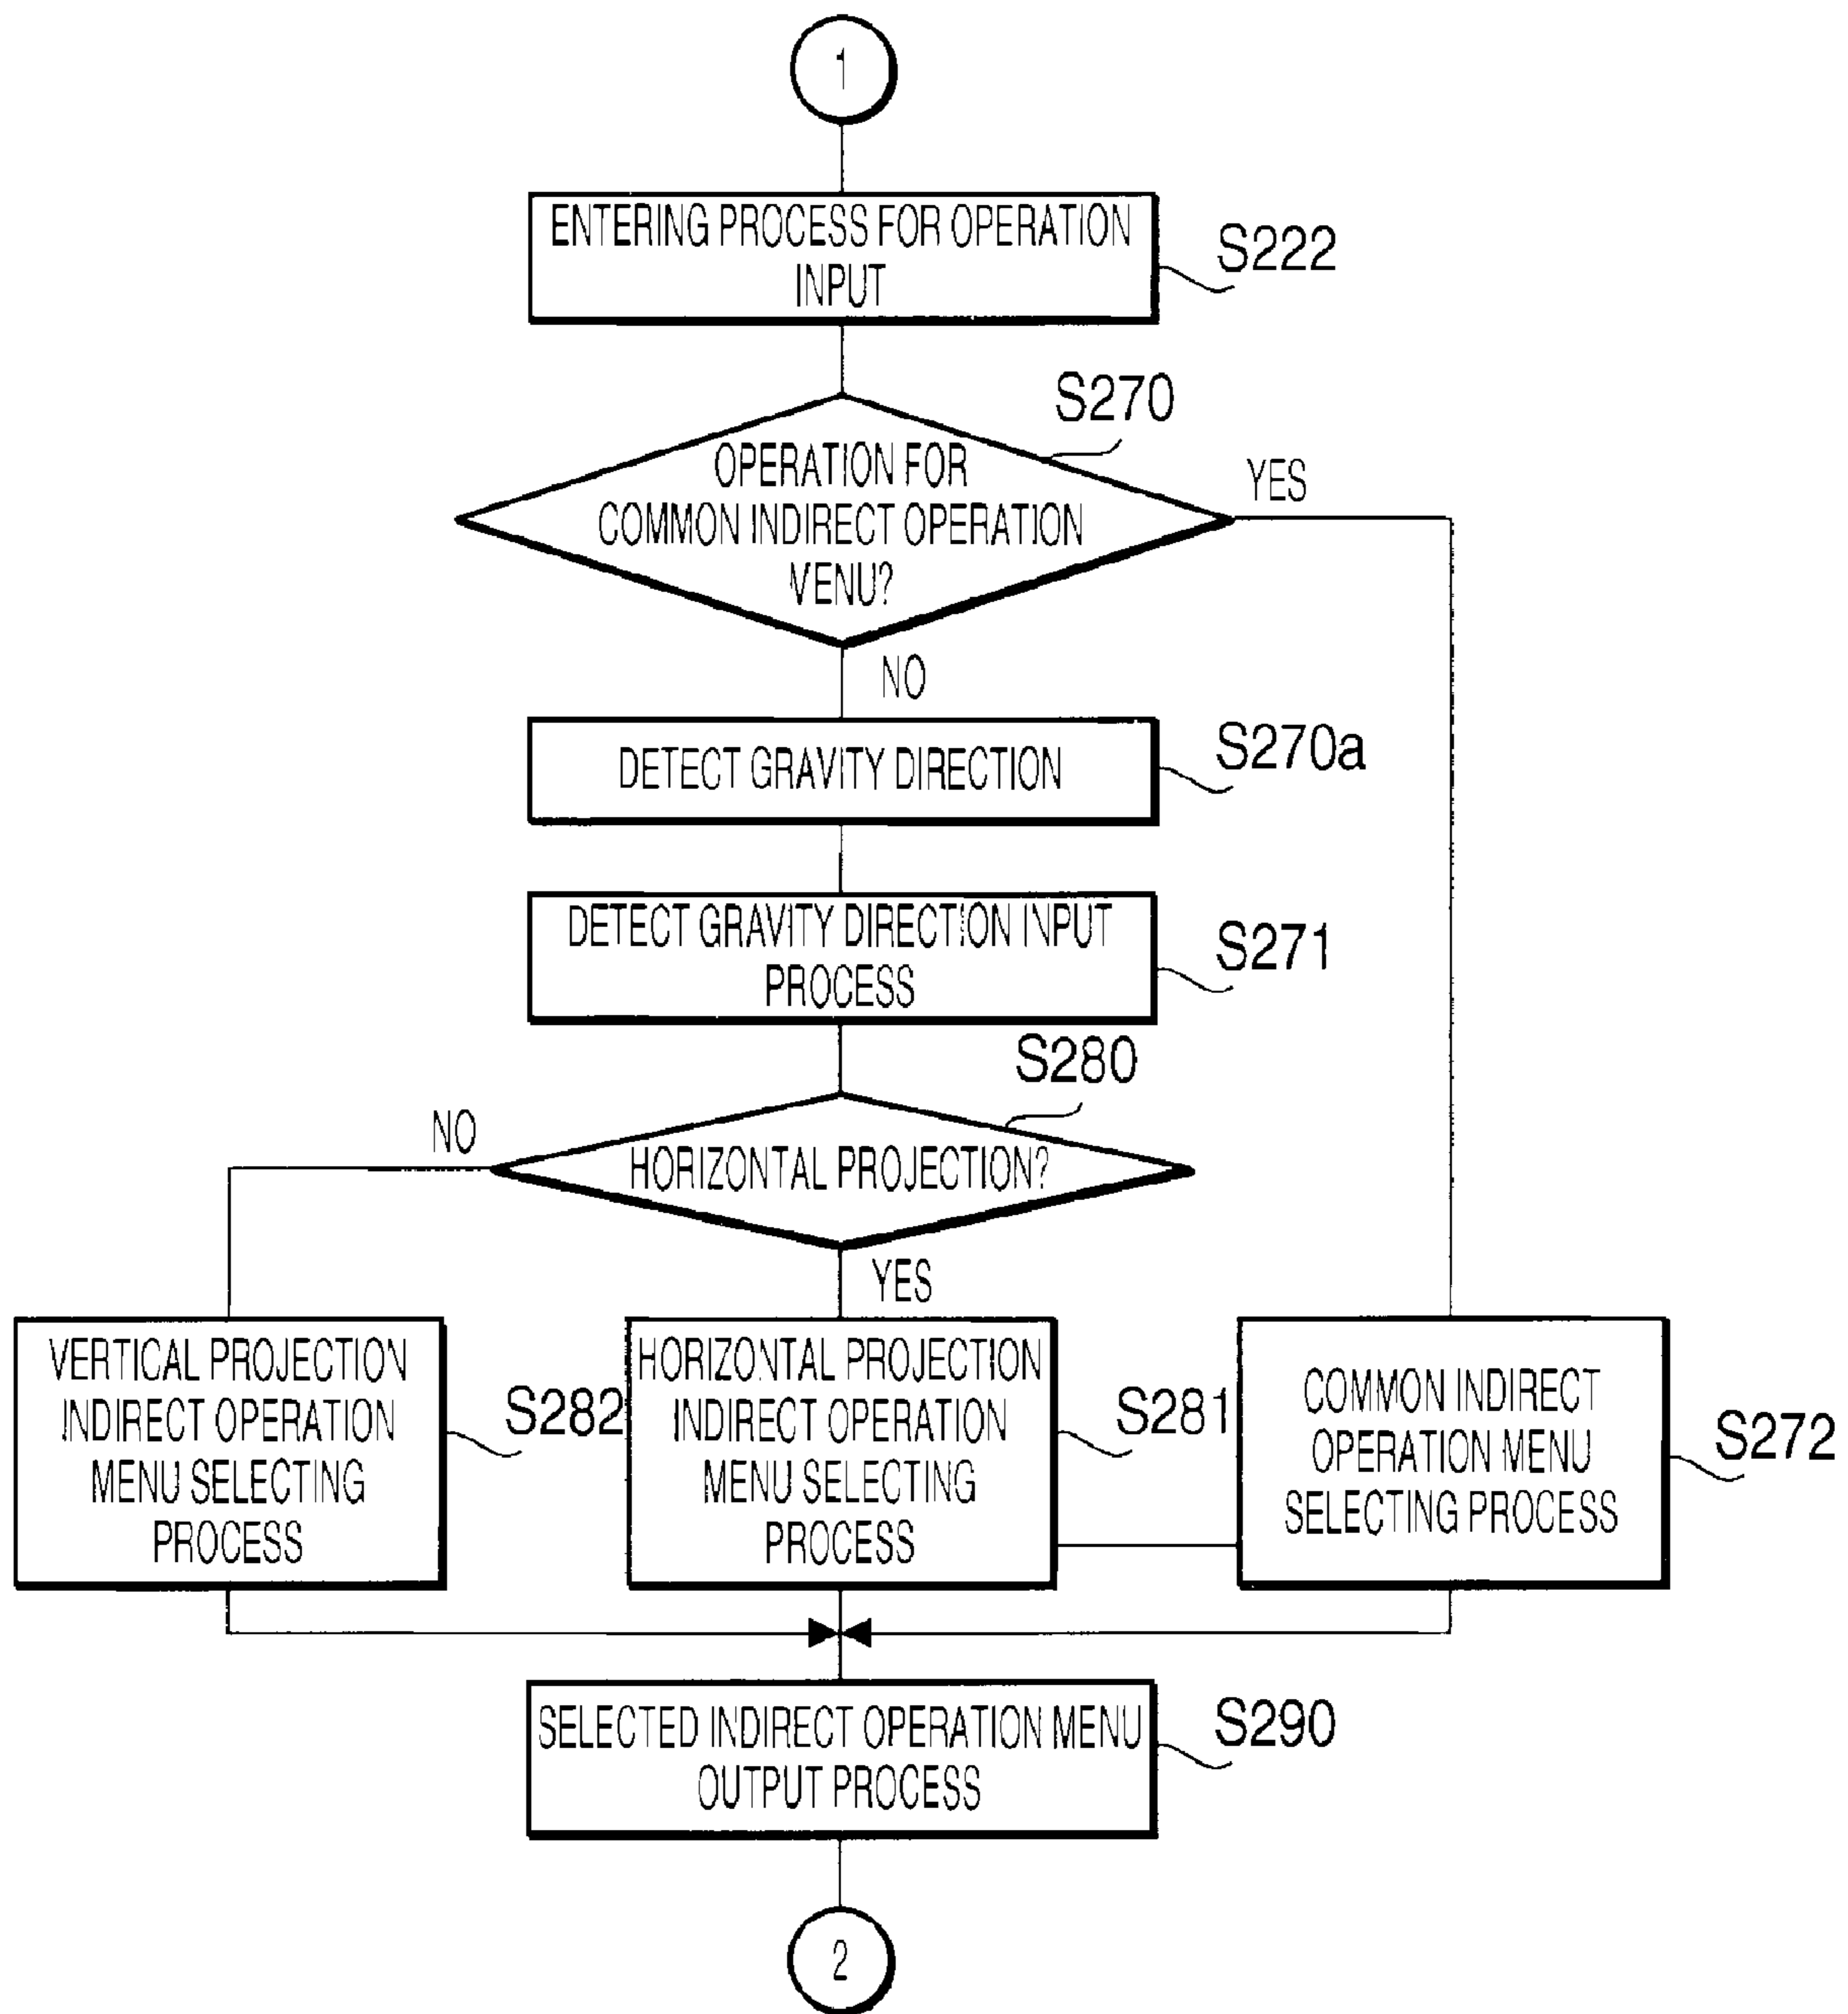 1
ENTERING PROCESS FOR OPERATION
INPUT
S222
S270
OPERATION FOR
COMMON INDIRECT OPERATION
MENU?
YES
NO
DETECT GRAVITY DIRECTION
S270a
DETECT GRAVITY DIRECTION INPUT
PROCESS
S271
S280
NO
HORIZONTAL PROJECTION?
YES
VERTICAL PROJECTION
INDIRECT OPERATION
MENU SELECTING
PROCESS
S282
HORIZONTAL PROJECTION
INDIRECT OPERATION
MENU SELECTING
PROCESS
S281
COMMON INDIRECT
OPERATION MENU
SELECTING PROCESS
S272
SELECTED INDIRECT OPERATION MENU
OUTPUT PROCESS
S290
2